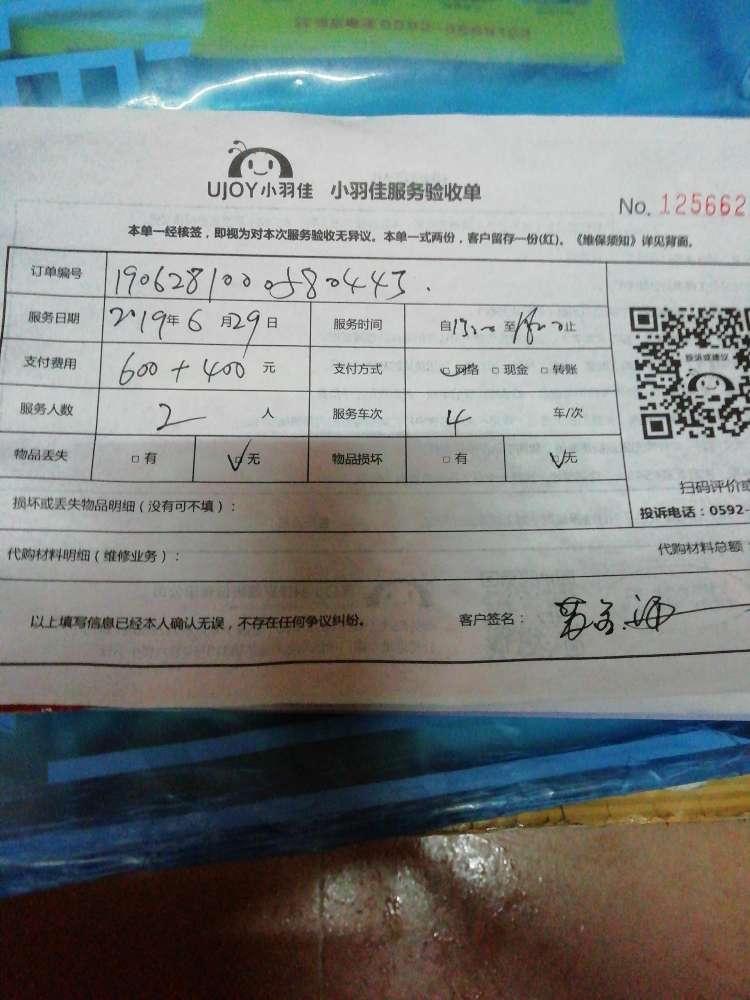 UJOY小羽佳 小羽佳服务验收单
No. 125662
本单一经核签，即视为对本次服务验收无异议。本单一式两份，客户留存一份(红)。《维保须知》详见背面。
订单编号 190628100
服务日期 2019年6月29日 服务时间 自 至 止
支付费用 600+400 元 支付方式 网络 □现金 □转账
服务人数 2 人 服务车次 4 车/次
物品丢失 □有 ✓无 物品损坏 □有 ✓无
投诉或建议
扫码评价或
投诉电话：0592-
损坏或丢失物品明细（没有可不填）：
代购材料明细（维修业务）： 代购材料总额：
以上填写信息已经本人确认无误，不存在任何争议纠纷。 客户签名：